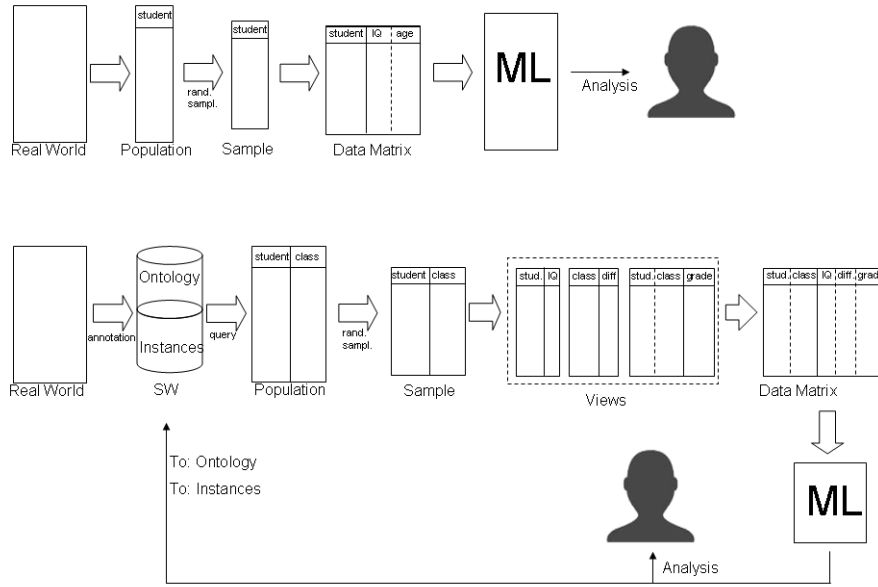 student
student
student IQ age
ML
Analysis
rand.
sampl.
Real World
Population
Sample
Data Matrix
student class
student class
stud. IQ
class diff
stud. class grade
stud. class IQ diff. grad
Ontology
Instances
annotation
query
rand.
sampl.
Real World
SW
Population
Sample
Views
Data Matrix
To: Ontology
To: Instances
ML
Analysis